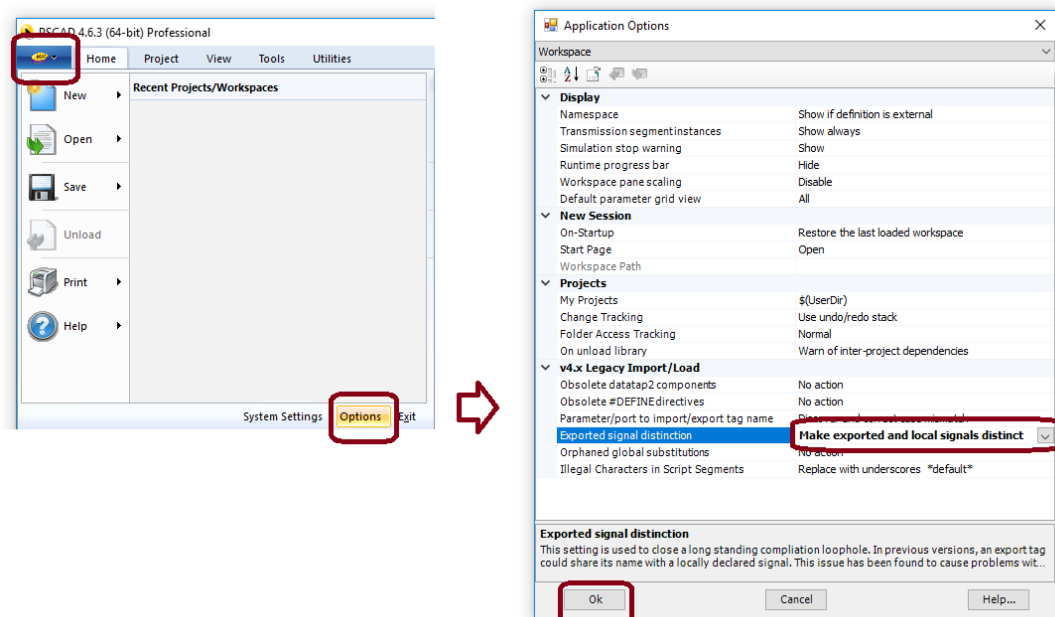 PSCAD 4.6.3 (64-bit) Professional
Home Project View Tools Utilities
New
Recent Projects/Workspaces
Open
Save
Unload
Print
Help
System Settings Options Exit
Application Options
Workspace
Display
Namespace Show if definition is external
Transmission segment instances Show always
Simulation stop warning Show
Runtime progress bar Hide
Workspace pane scaling Disable
Default parameter grid view All
New Session
On-Startup Restore the last loaded workspace
Start Page Open
Workspace Path
Projects
My Projects $(UserDir)
Change Tracking Use undo/redo stack
Folder Access Tracking Normal
On unload library Warn of inter-project dependencies
v4.x Legacy Import/Load
Obsolete datatap2 components No action
Obsolete #DEFINE directives No action
Parameter/port to import/export tag name
Exported signal distinction Make exported and local signals distinct
Orphaned global substitutions No action
Illegal Characters in Script Segments Replace with underscores *default*
Exported signal distinction
This setting is used to close a long standing compliation loophole. In previous versions, an export tag
could share its name with a locally declared signal. This issue has been found to cause problems wit...
Ok Cancel Help...